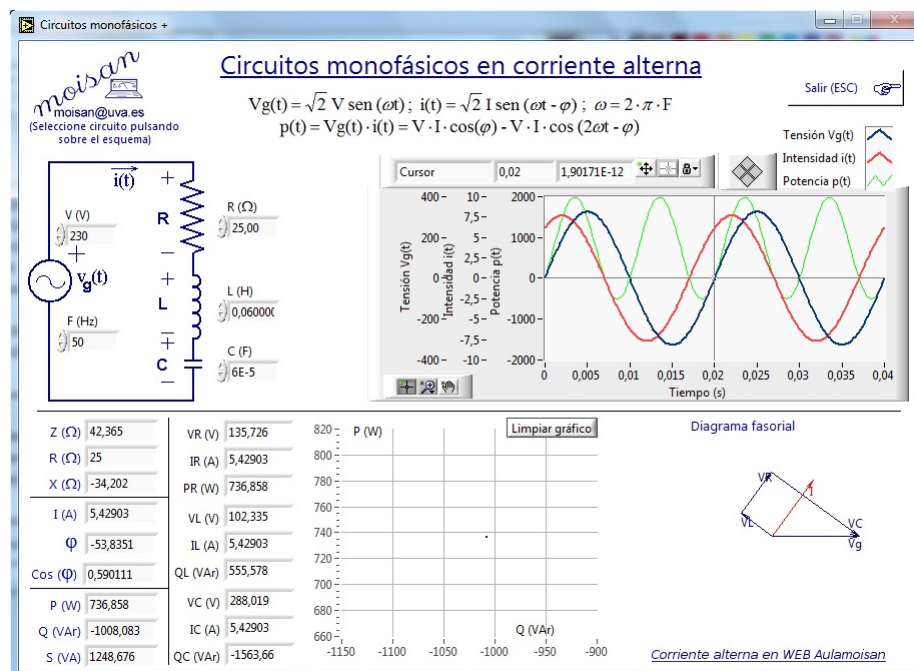 Circuitos monofásicos +
moisan
moisan@uva.es
(Seleccione circuito pulsando
sobre el esquema)
Circuitos monofásicos en corriente alterna
Vg(t) = √2 V sen (ωt) ; i(t) = √2 I sen (ωt - φ) ; ω = 2·π·F
p(t) = Vg(t)·i(t) = V·I·cos(φ) - V·I·cos (2ωt - φ)
Salir (ESC)
Tensión Vg(t)
Intensidad i(t)
Potencia p(t)
i(t)
+
R
−
+
L
−
+
C
−
V (V)
230
+
vg(t)
F (Hz)
50
R (Ω)
25,00
L (H)
0,060000
C (F)
6E-5
Cursor 0,02 1,90171E-12
Tensión Vg(t)
400
200
0
-200
-400
Intensidad i(t)
10
7,5
5
2,5
0
-2,5
-5
-7,5
-10
Potencia p(t)
2000
1000
0
-1000
-2000
0 0,005 0,01 0,015 0,02 0,025 0,03 0,035 0,04
Tiempo (s)
Z (Ω) 42,365
R (Ω) 25
X (Ω) -34,202
I (A) 5,42903
φ -53,8351
Cos (φ) 0,590111
P (W) 736,858
Q (VAr) -1008,083
S (VA) 1248,676
VR (V) 135,726
IR (A) 5,42903
PR (W) 736,858
VL (V) 102,335
IL (A) 5,42903
QL (VAr) 555,578
VC (V) 288,019
IC (A) 5,42903
QC (VAr) -1563,66
P (W)
Limpiar gráfico
820
800
780
760
740
720
700
680
660
Q (VAr)
-1150 -1100 -1050 -1000 -950 -900
Diagrama fasorial
VR
I
VL
VC
Vg
Corriente alterna en WEB Aulamoisan